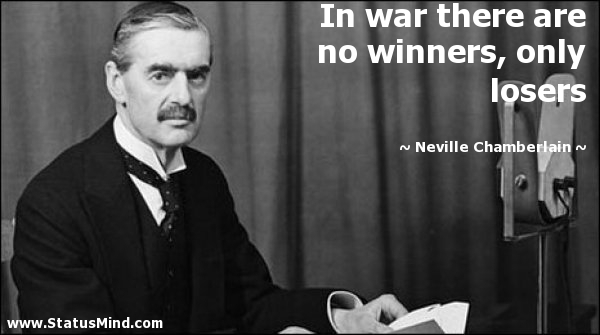 In war there are
no winners, only
losers
~ Neville Chamberlain ~
www.StatusMind.com